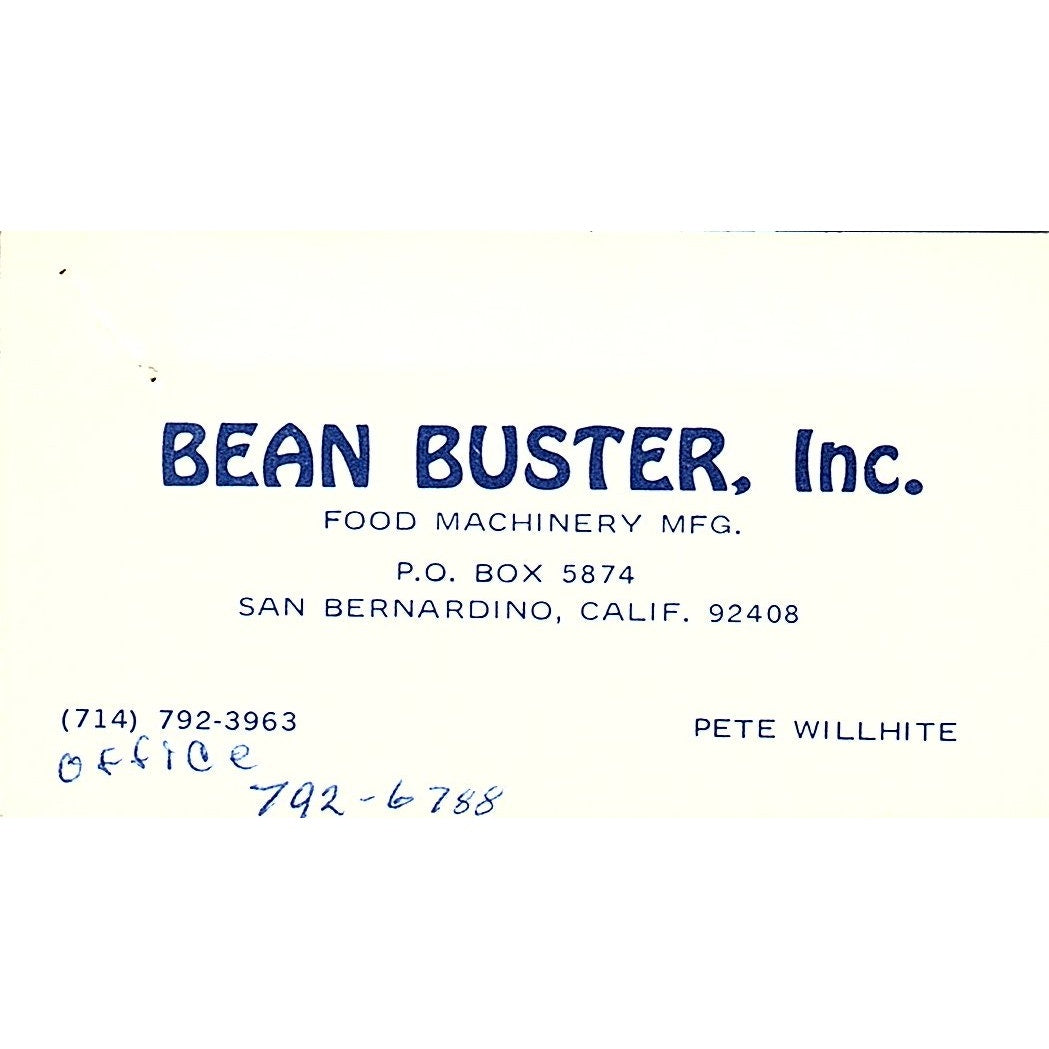 BEAN BUSTER, Inc.
FOOD MACHINERY MFG.
P.O. BOX 5874
SAN BERNARDINO, CALIF. 92408
(714) 792-3963
PETE WILLHITE
office
792-6788